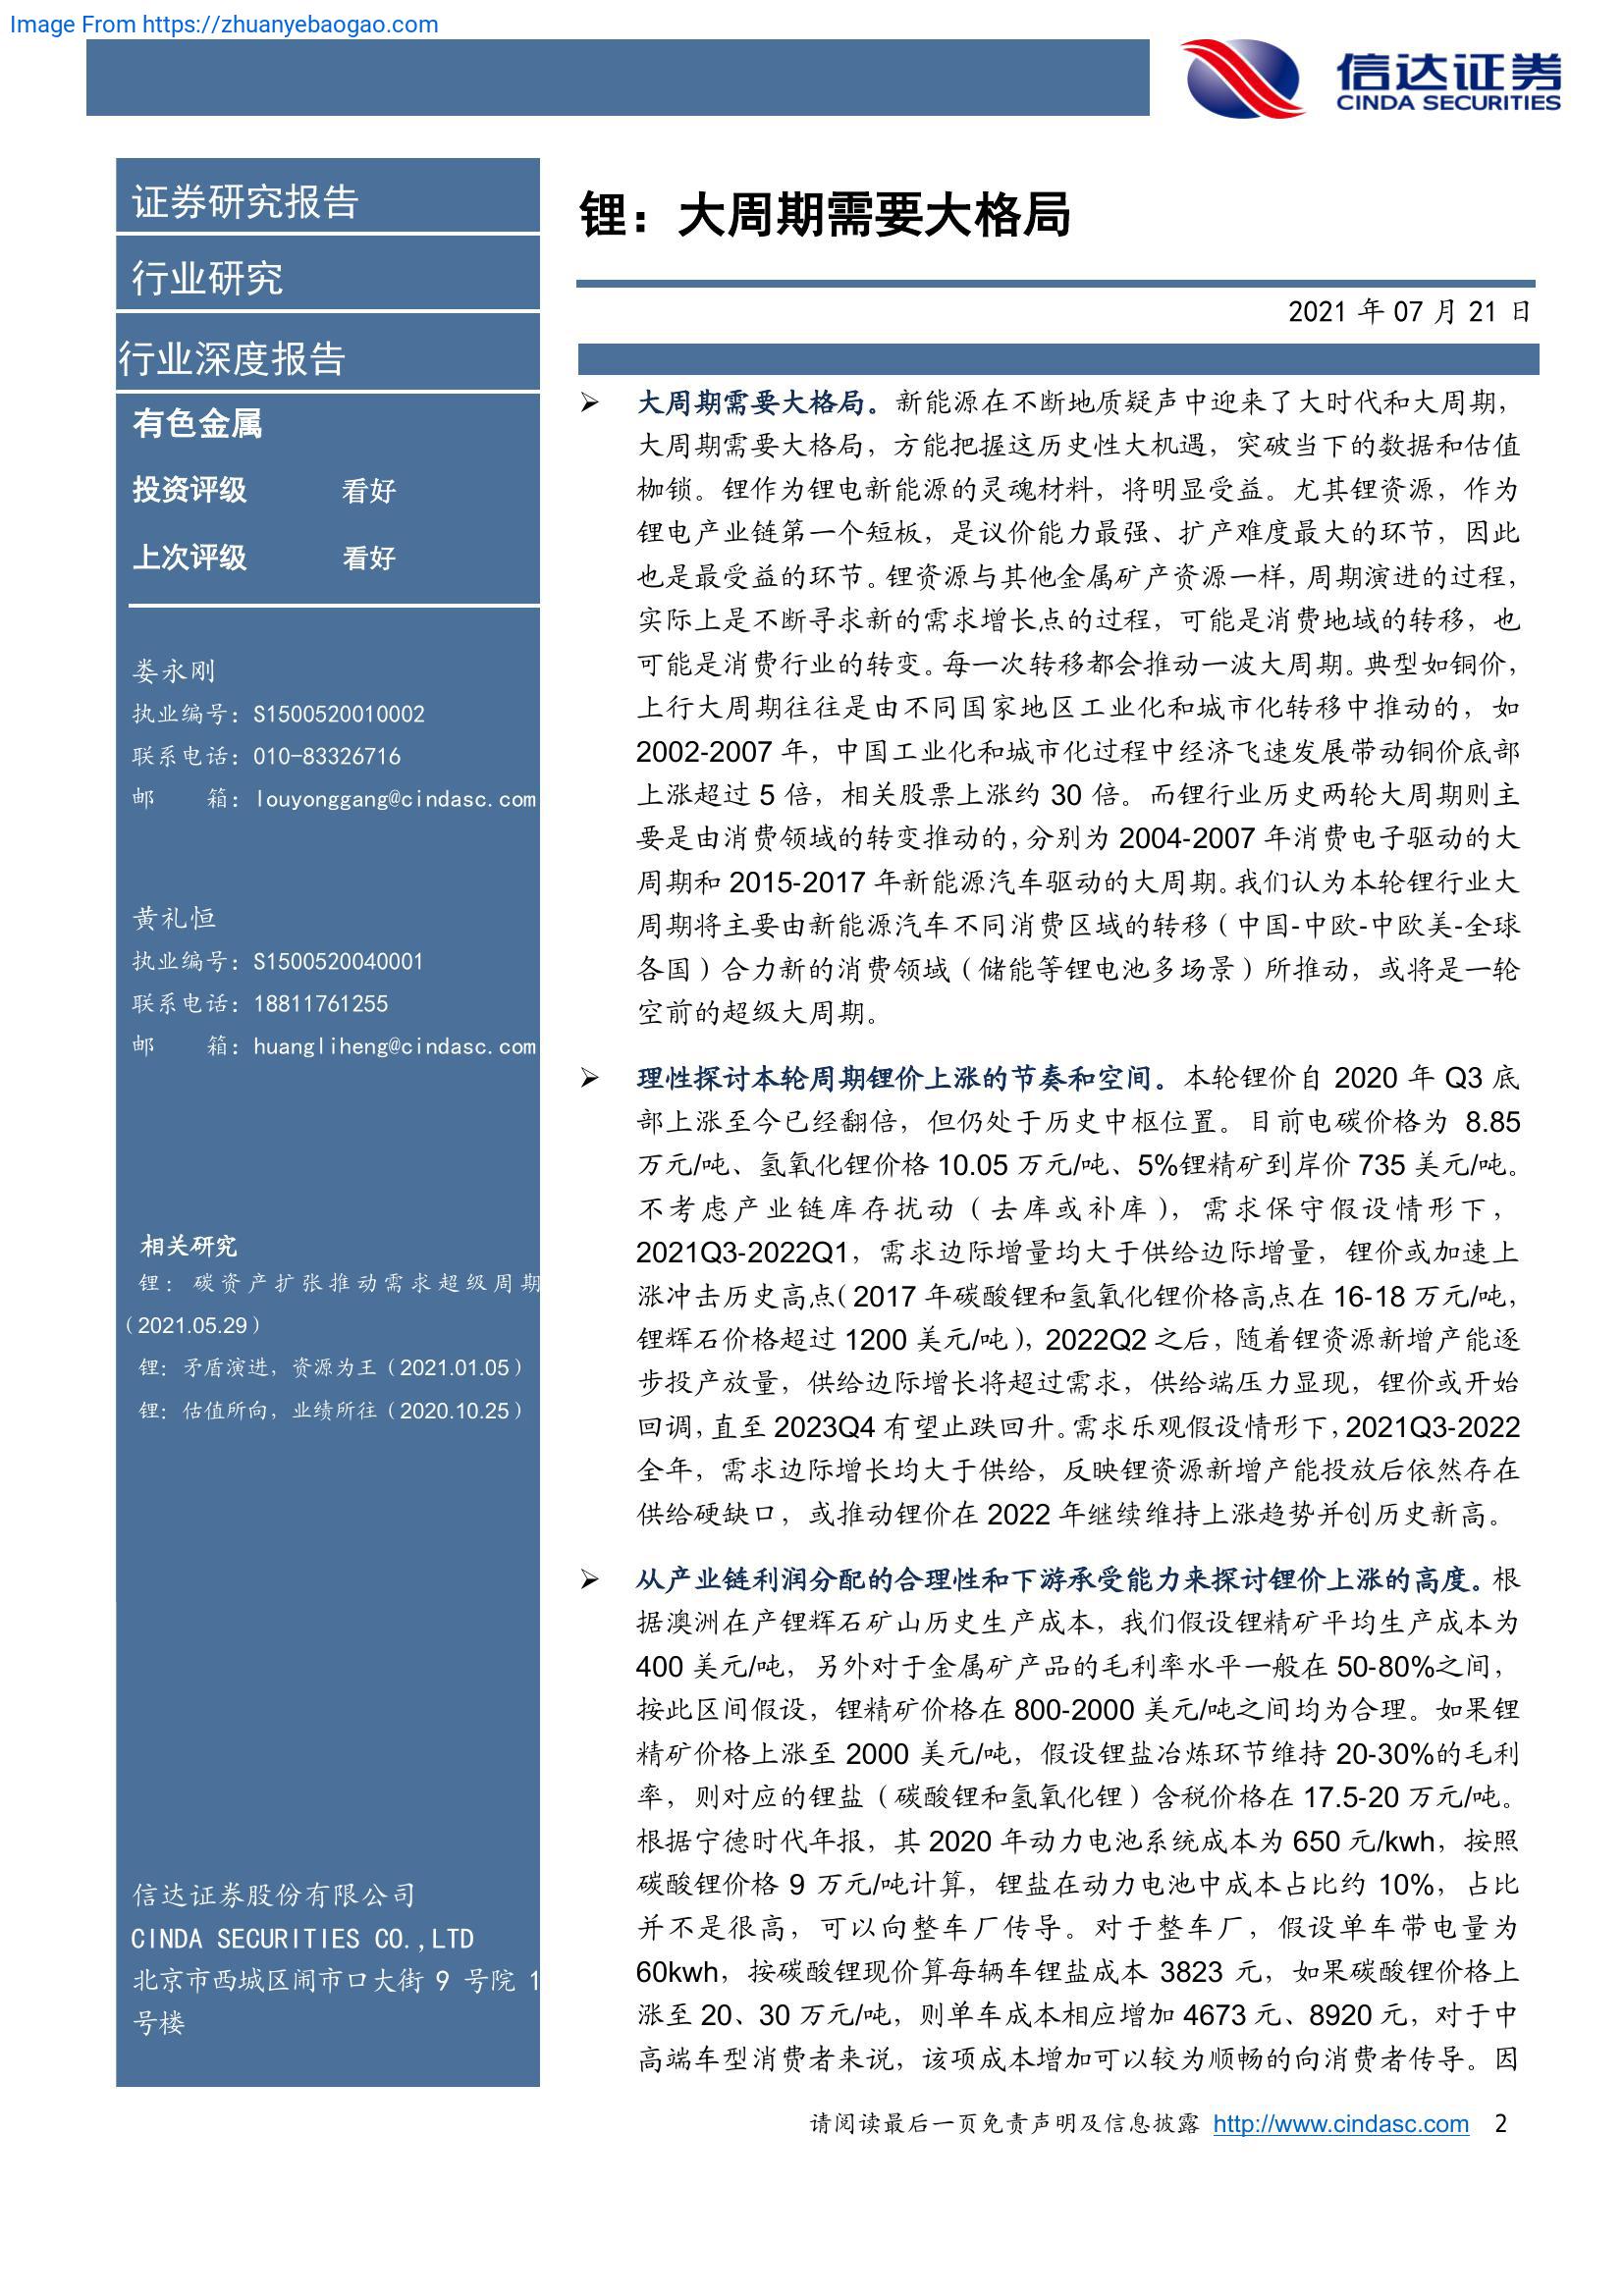 Image From https://zhuanyebaogao.com
信达证券
CINDA SECURITIES
证券研究报告
行业研究
行业深度报告
有色金属
投资评级 看好
上次评级 看好
娄永刚
执业编号：S1500520010002
联系电话：010-83326716
邮 箱：louyonggang@cindasc.com
黄礼恒
执业编号：S1500520040001
联系电话：18811761255
邮 箱：huangliheng@cindasc.com
相关研究
锂：碳资产扩张推动需求超级周期
（2021.05.29）
锂：矛盾演进，资源为王（2021.01.05）
锂：估值所向，业绩所往（2020.10.25）
信达证券股份有限公司
CINDA SECURITIES CO.,LTD
北京市西城区闹市口大街 9 号院 1
号楼
锂：大周期需要大格局
2021 年 07 月 21 日
➢ 大周期需要大格局。新能源在不断地质疑声中迎来了大时代和大周期，
大周期需要大格局，方能把握这历史性大机遇，突破当下的数据和估值
枷锁。锂作为锂电新能源的灵魂材料，将明显受益。尤其锂资源，作为
锂电产业链第一个短板，是议价能力最强、扩产难度最大的环节，因此
也是最受益的环节。锂资源与其他金属矿产资源一样，周期演进的过程，
实际上是不断寻求新的需求增长点的过程，可能是消费地域的转移，也
可能是消费行业的转变。每一次转移都会推动一波大周期。典型如铜价，
上行大周期往往是由不同国家地区工业化和城市化转移中推动的，如
2002-2007 年，中国工业化和城市化过程中经济飞速发展带动铜价底部
上涨超过 5 倍，相关股票上涨约 30 倍。而锂行业历史两轮大周期则主
要是由消费领域的转变推动的，分别为 2004-2007 年消费电子驱动的大
周期和 2015-2017 年新能源汽车驱动的大周期。我们认为本轮锂行业大
周期将主要由新能源汽车不同消费区域的转移（中国-中欧-中欧美-全球
各国）合力新的消费领域（储能等锂电池多场景）所推动，或将是一轮
空前的超级大周期。
➢ 理性探讨本轮周期锂价上涨的节奏和空间。本轮锂价自 2020 年 Q3 底
部上涨至今已经翻倍，但仍处于历史中枢位置。目前电碳价格为 8.85
万元/吨、氢氧化锂价格 10.05 万元/吨、5%锂精矿到岸价 735 美元/吨。
不考虑产业链库存扰动（去库或补库），需求保守假设情形下，
2021Q3-2022Q1，需求边际增量均大于供给边际增量，锂价或加速上
涨冲击历史高点（2017 年碳酸锂和氢氧化锂价格高点在 16-18 万元/吨，
锂辉石价格超过 1200 美元/吨），2022Q2 之后，随着锂资源新增产能逐
步投产放量，供给边际增长将超过需求，供给端压力显现，锂价或开始
回调，直至 2023Q4 有望止跌回升。需求乐观假设情形下，2021Q3-2022
全年，需求边际增长均大于供给，反映锂资源新增产能投放后依然存在
供给硬缺口，或推动锂价在 2022 年继续维持上涨趋势并创历史新高。
➢ 从产业链利润分配的合理性和下游承受能力来探讨锂价上涨的高度。根
据澳洲在产锂辉石矿山历史生产成本，我们假设锂精矿平均生产成本为
400 美元/吨，另外对于金属矿产品的毛利率水平一般在 50-80%之间，
按此区间假设，锂精矿价格在 800-2000 美元/吨之间均为合理。如果锂
精矿价格上涨至 2000 美元/吨，假设锂盐冶炼环节维持 20-30%的毛利
率，则对应的锂盐（碳酸锂和氢氧化锂）含税价格在 17.5-20 万元/吨。
根据宁德时代年报，其 2020 年动力电池系统成本为 650 元/kwh，按照
碳酸锂价格 9 万元/吨计算，锂盐在动力电池中成本占比约 10%，占比
并不是很高，可以向整车厂传导。对于整车厂，假设单车带电量为
60kwh，按碳酸锂现价算每辆车锂盐成本 3823 元，如果碳酸锂价格上
涨至 20、30 万元/吨，则单车成本相应增加 4673 元、8920 元，对于中
高端车型消费者来说，该项成本增加可以较为顺畅的向消费者传导。因
请阅读最后一页免责声明及信息披露 http://www.cindasc.com 2